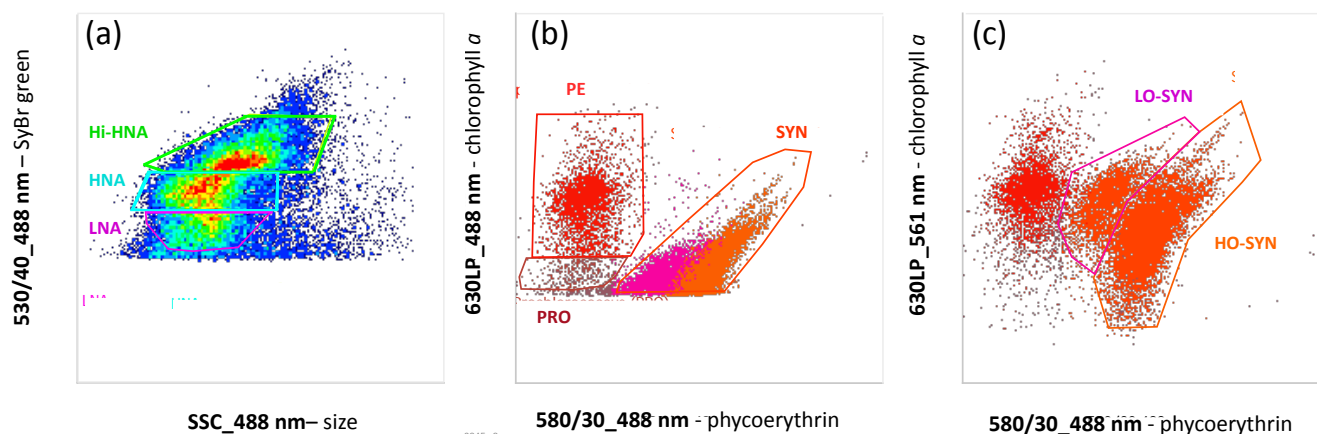 (a)
530/40_488 nm – SyBr green
Hi-HNA
HNA
LNA
SSC_488 nm– size
(b)
630LP_488 nm - chlorophyll a
PE
SYN
PRO
580/30_488 nm - phycoerythrin
(c)
630LP_561 nm - chlorophyll a
LO-SYN
HO-SYN
580/30_488 nm - phycoerythrin